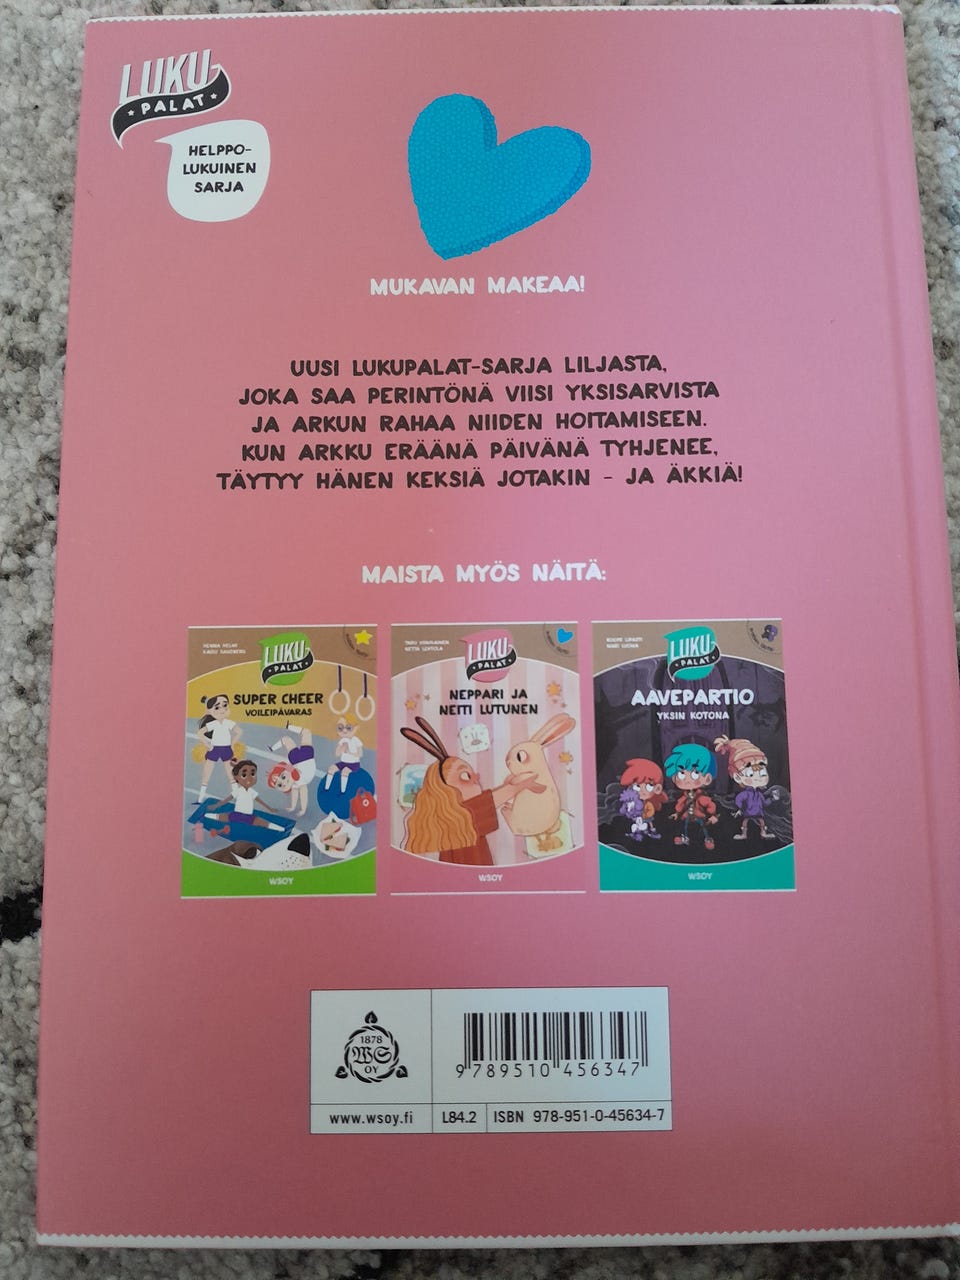 LUKU-
PALAT
HELPPO-
LUKUINEN
SARJA
MUKAVAN MAKEAA!
UUSI LUKUPALAT-SARJA LILJASTA,
JOKA SAA PERINTÖNÄ VIISI YKSISARVISTA
JA ARKUN RAHAA NIIDEN HOITAMISEEN.
KUN ARKKU ERÄÄNÄ PÄIVÄNÄ TYHJENEE,
TÄYTYY HÄNEN KEKSIÄ JOTAKIN – JA ÄKKIÄ!
MAISTA MYÖS NÄITÄ:
LUKU-
PALAT
SUPER CHEER
VOILEIPÄVARAS
WSOY
LUKU-
PALAT
NEPPARI JA
NEITI LUTUNEN
WSOY
LUKU-
PALAT
AAVEPARTIO
YKSIN KOTONA
WSOY
1878
WS
OY
9 789510 456347
www.wsoy.fi
L84.2
ISBN 978-951-0-45634-7